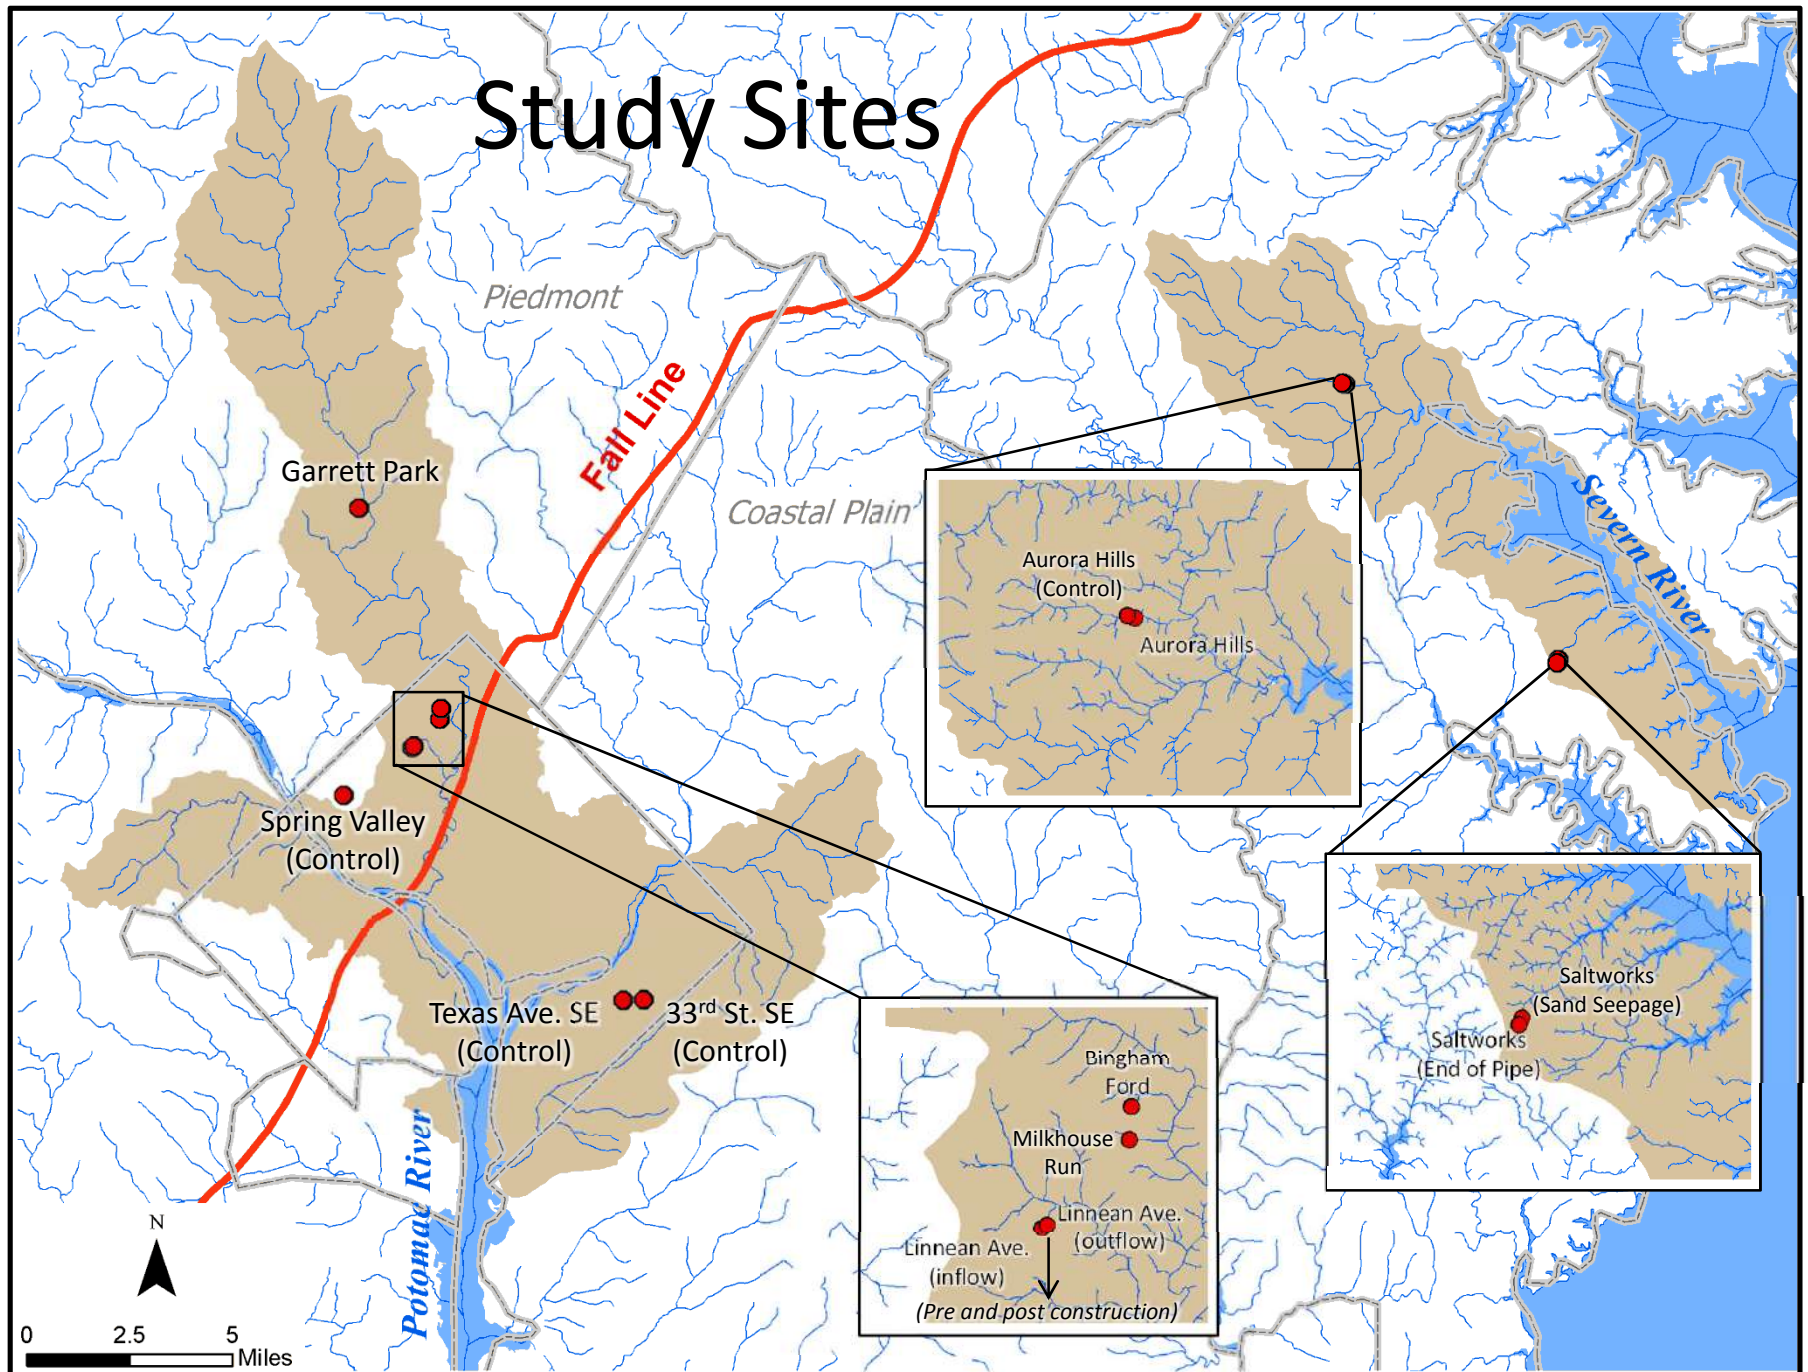 Study Sites
Piedmont
Fall Line
Garrett Park
Coastal Plain
Severn River
Aurora Hills
(Control)
Aurora Hills
Spring Valley
(Control)
Texas Ave. SE
(Control)
33rd St. SE
(Control)
Saltworks
(Sand Seepage)
Saltworks
(End of Pipe)
Bingham
Ford
Milkhouse
Run
Linnean Ave.
(outflow)
Linnean Ave.
(inflow)
(Pre and post construction)
Potomac River
N
0 2.5 5
Miles